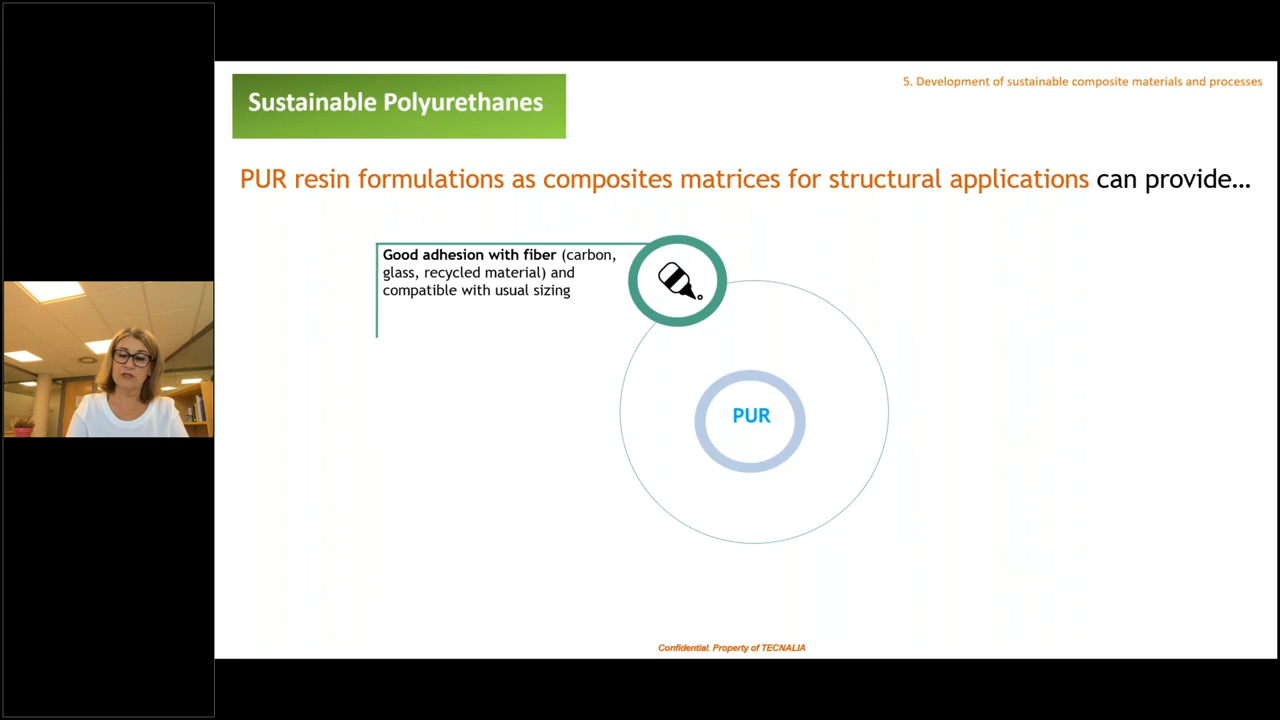 5. Development of sustainable composite materials and processes
Sustainable Polyurethanes
PUR resin formulations as composites matrices for structural applications can provide...
Good adhesion with fiber (carbon,
glass, recycled material) and
compatible with usual sizing
PUR
Confidential. Property of TECNALIA